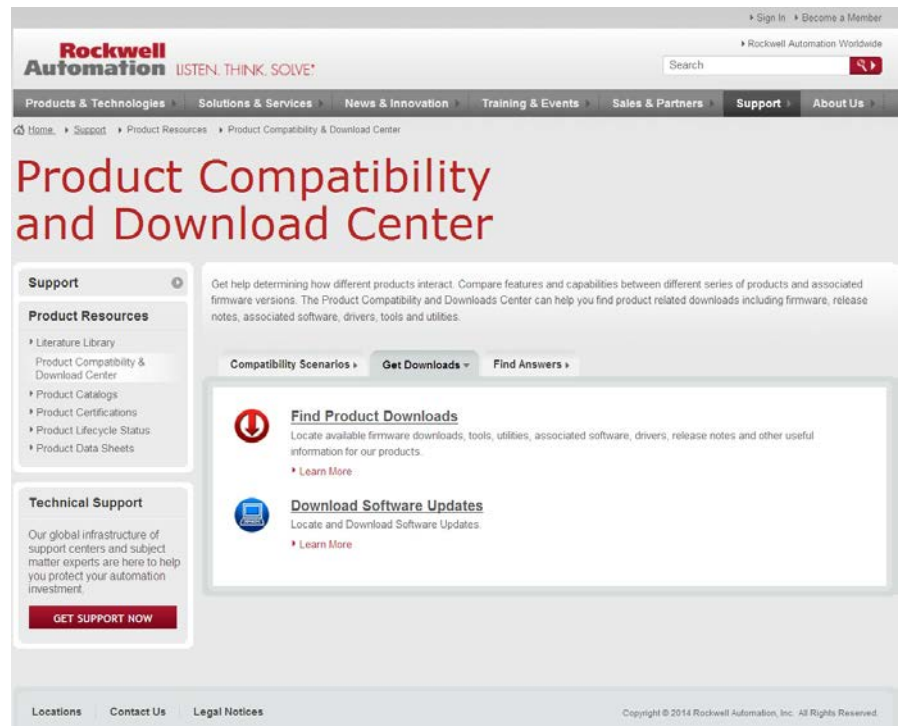 Sign In Become a Member
Rockwell Automation Worldwide
Rockwell
Automation LISTEN. THINK. SOLVE.®
Search
Products & Technologies Solutions & Services News & Innovation Training & Events Sales & Partners Support About Us
Home Support Product Resources Product Compatibility & Download Center
Product Compatibility
and Download Center
Support
Product Resources
Literature Library
Product Compatibility &
Download Center
Product Catalogs
Product Certifications
Product Lifecycle Status
Product Data Sheets
Technical Support
Our global infrastructure of
support centers and subject
matter experts are here to help
you protect your automation
investment.
GET SUPPORT NOW
Get help determining how different products interact. Compare features and capabilities between different series of products and associated
firmware versions. The Product Compatibility and Downloads Center can help you find product related downloads including firmware, release
notes, associated software, drivers, tools and utilities.
Compatibility Scenarios Get Downloads Find Answers
Find Product Downloads
Locate available firmware downloads, tools, utilities, associated software, drivers, release notes and other useful
information for our products.
Learn More
Download Software Updates
Locate and Download Software Updates.
Learn More
Locations Contact Us Legal Notices
Copyright © 2014 Rockwell Automation, Inc. All Rights Reserved.